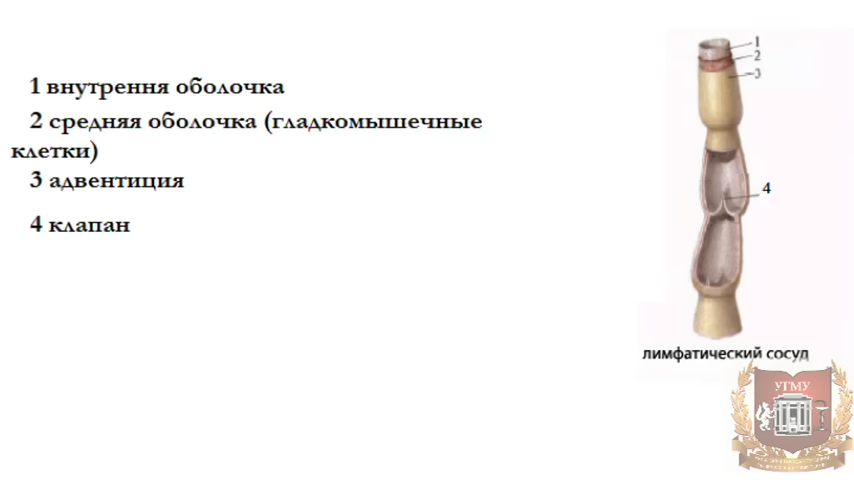 1 внутрення оболочка
2 средняя оболочка (гладкомышечные
клетки)
3 адвентиция
4 клапан
1
2
3
4
лимфатический сосуд
УГМУ